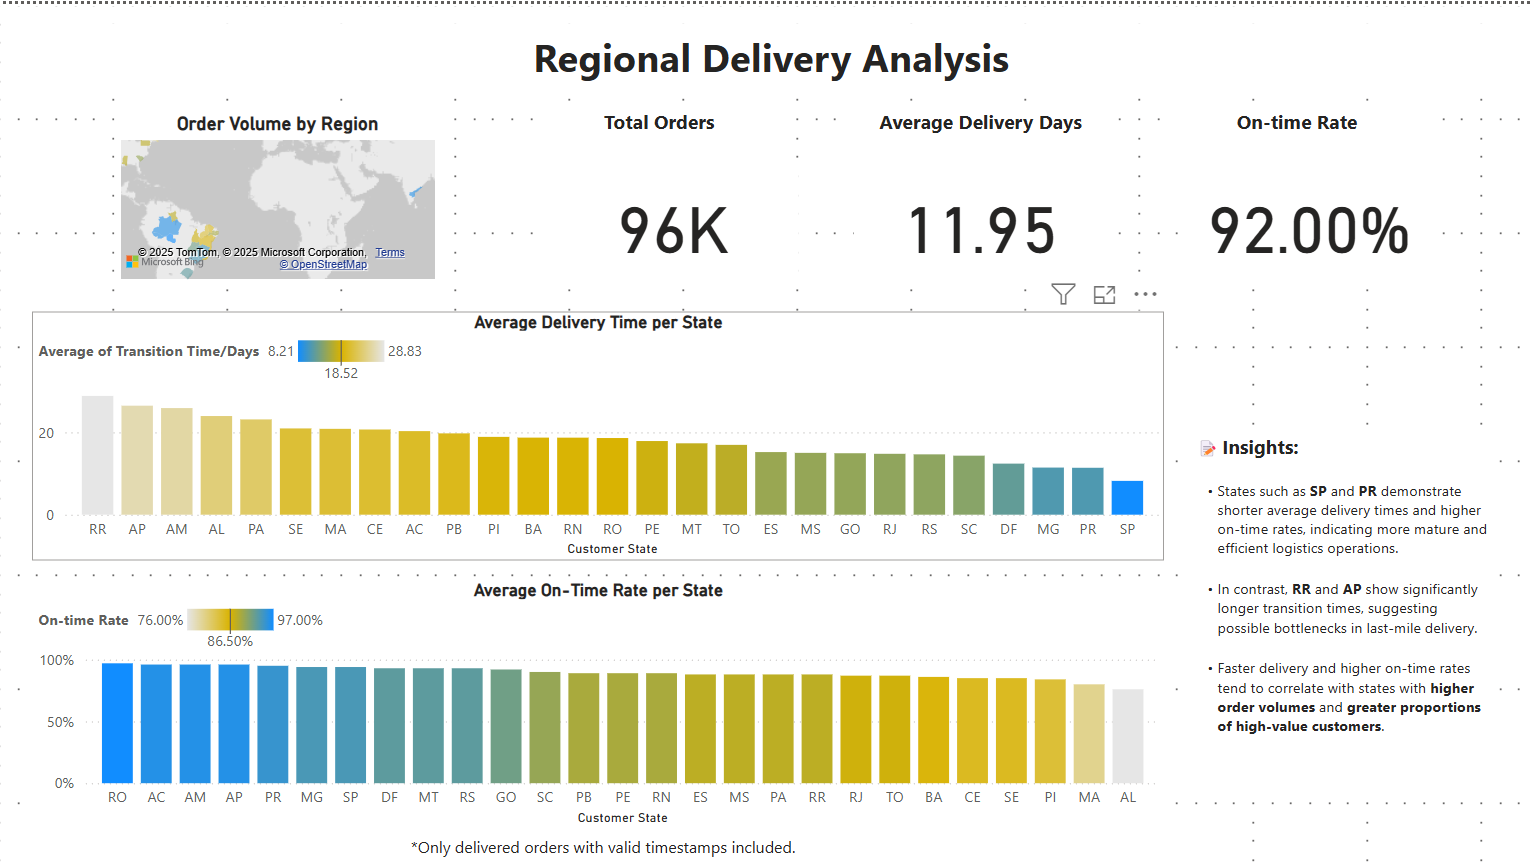 Regional Delivery Analysis
Order Volume by Region
© 2025 TomTom, © 2025 Microsoft Corporation, Terms
© OpenStreetMap
Microsoft Bing
Total Orders
96K
Average Delivery Days
11.95
On-time Rate
92.00%
Average Delivery Time per State
Average of Transition Time/Days 8.21 28.83
18.52
20
0
RR AP AM AL PA SE MA CE AC PB PI BA RN RO PE MT TO ES MS GO RJ RS SC DF MG PR SP
Customer State
Average On-Time Rate per State
On-time Rate 76.00% 97.00%
86.50%
100%
50%
0%
RO AC AM AP PR MG SP DF MT RS GO SC PB PE RN ES MS PA RR RJ TO BA CE SE PI MA AL
Customer State
*Only delivered orders with valid timestamps included.
📝 Insights:
• States such as SP and PR demonstrate
shorter average delivery times and higher
on-time rates, indicating more mature and
efficient logistics operations.
• In contrast, RR and AP show significantly
longer transition times, suggesting
possible bottlenecks in last-mile delivery.
• Faster delivery and higher on-time rates
tend to correlate with states with higher
order volumes and greater proportions
of high-value customers.